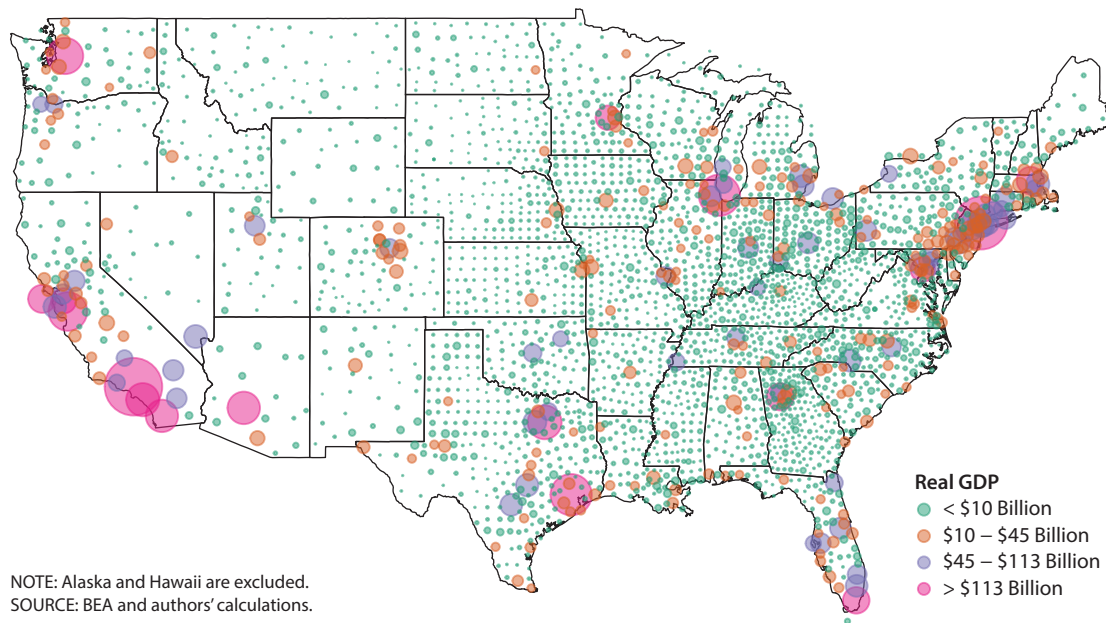 Real GDP
< $10 Billion
$10 – $45 Billion
$45 – $113 Billion
> $113 Billion
NOTE: Alaska and Hawaii are excluded.
SOURCE: BEA and authors’ calculations.